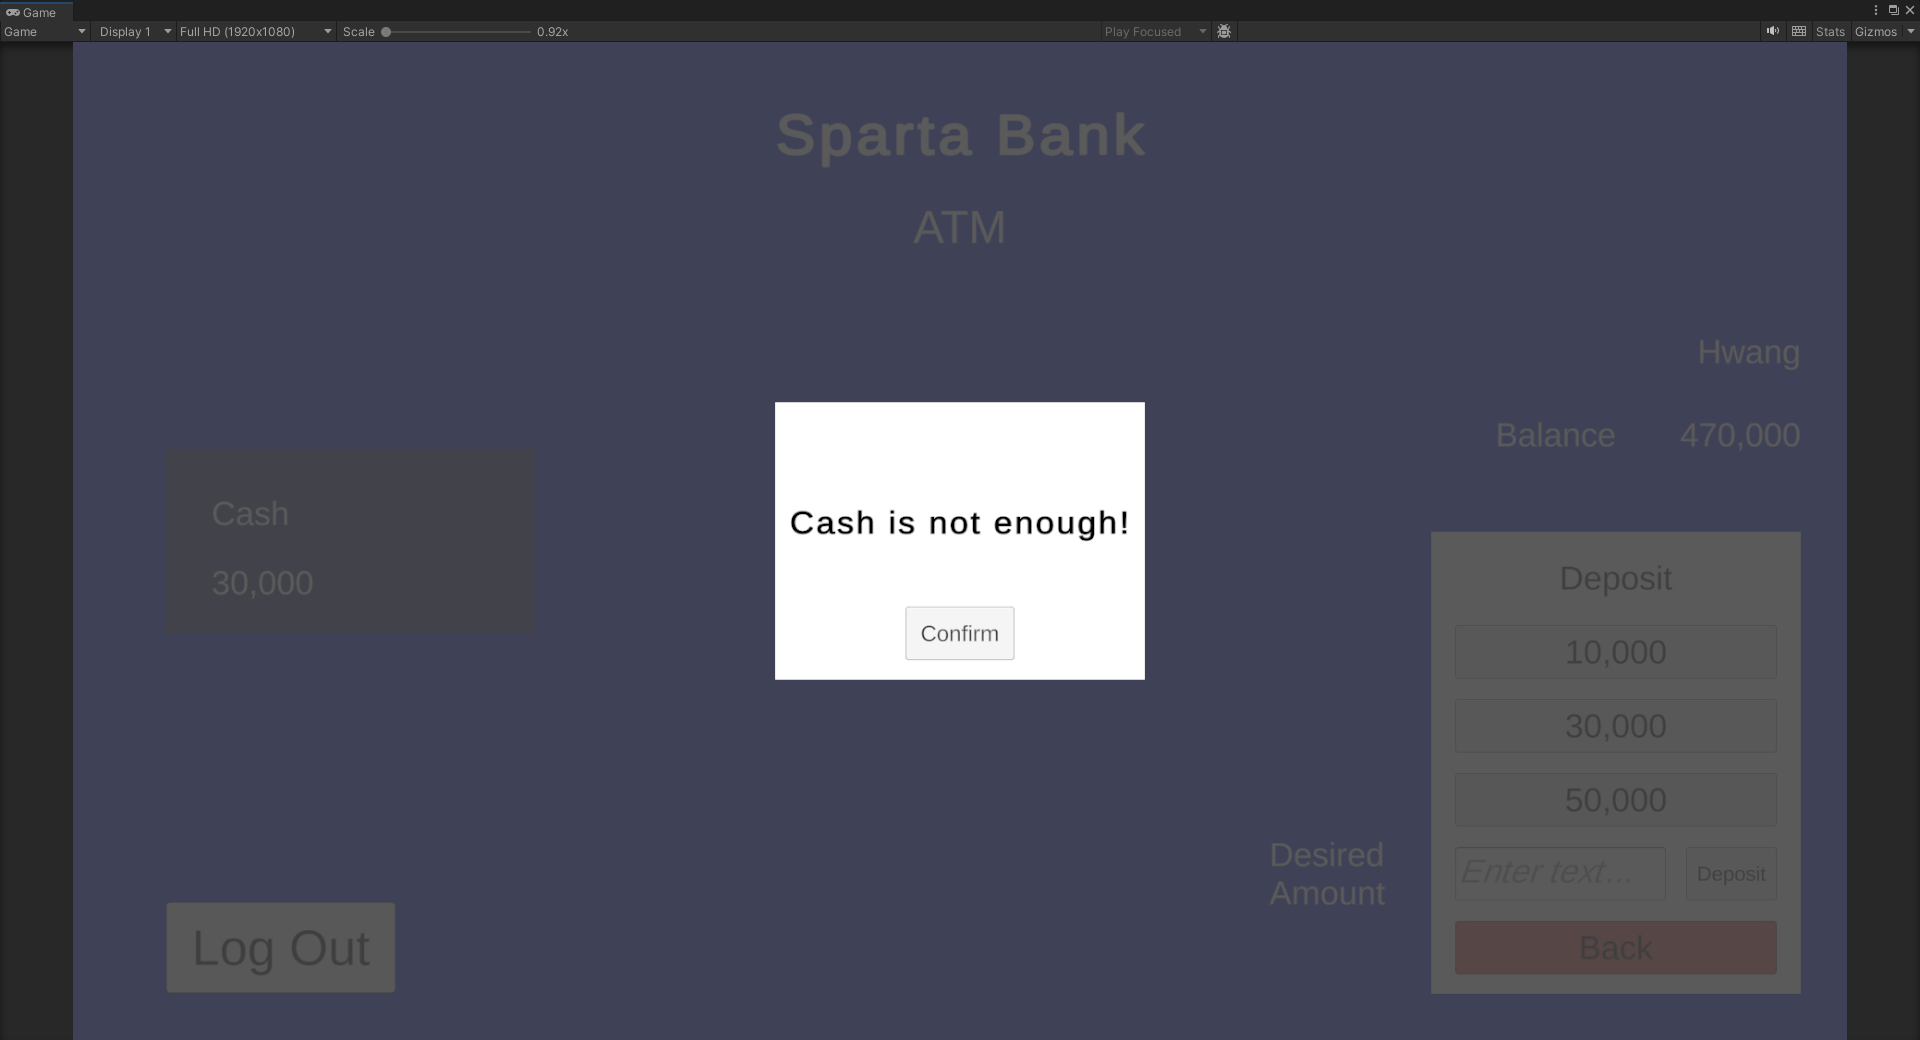 Game
Game Display 1 Full HD (1920x1080) Scale 0.92x Play Focused Stats Gizmos
Sparta Bank
ATM
Hwang
Balance 470,000
Cash
30,000
Cash is not enough!
Confirm
Deposit
10,000
30,000
50,000
Desired
Amount
Enter text... Deposit
Back
Log Out